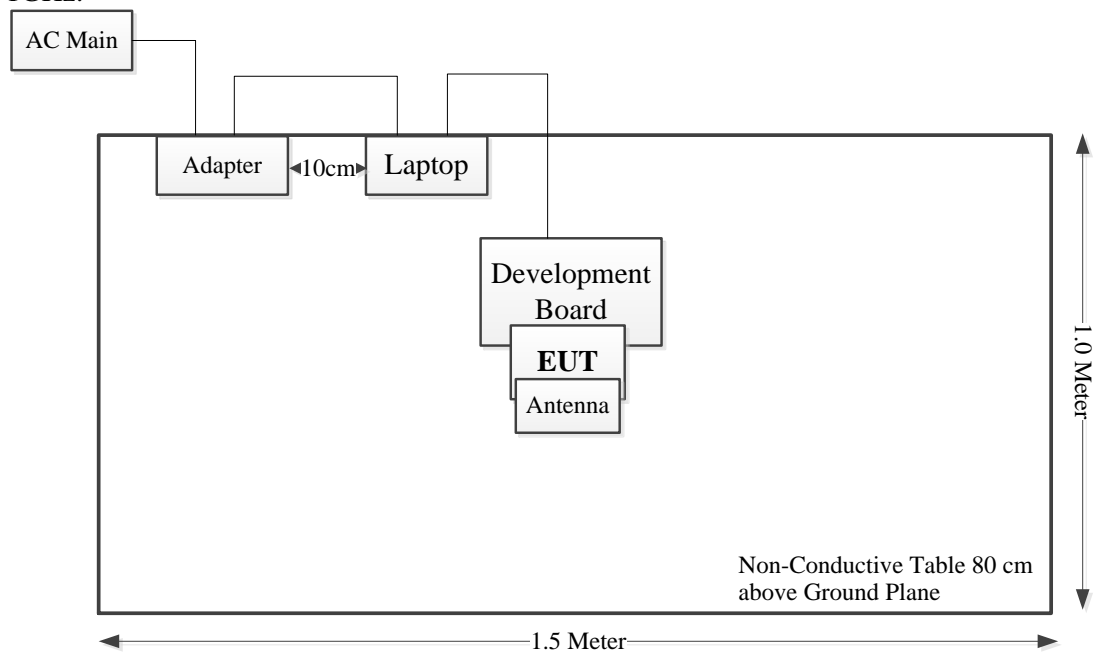 AC Main
Adapter
10cm
Laptop
Development
Board
EUT
Antenna
1.0 Meter
Non-Conductive Table 80 cm
above Ground Plane
1.5 Meter